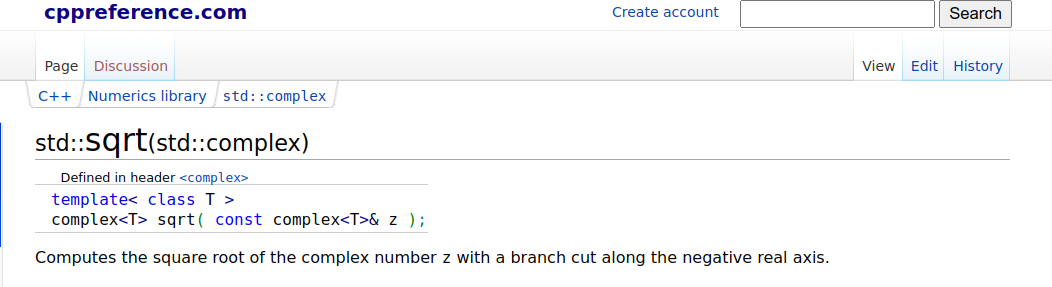 cppreference.com
Create account
Search
Page Discussion
View Edit History
C++ Numerics library std::complex
std::sqrt(std::complex)
Defined in header <complex>
template< class T >
complex<T> sqrt( const complex<T>& z );
Computes the square root of the complex number z with a branch cut along the negative real axis.